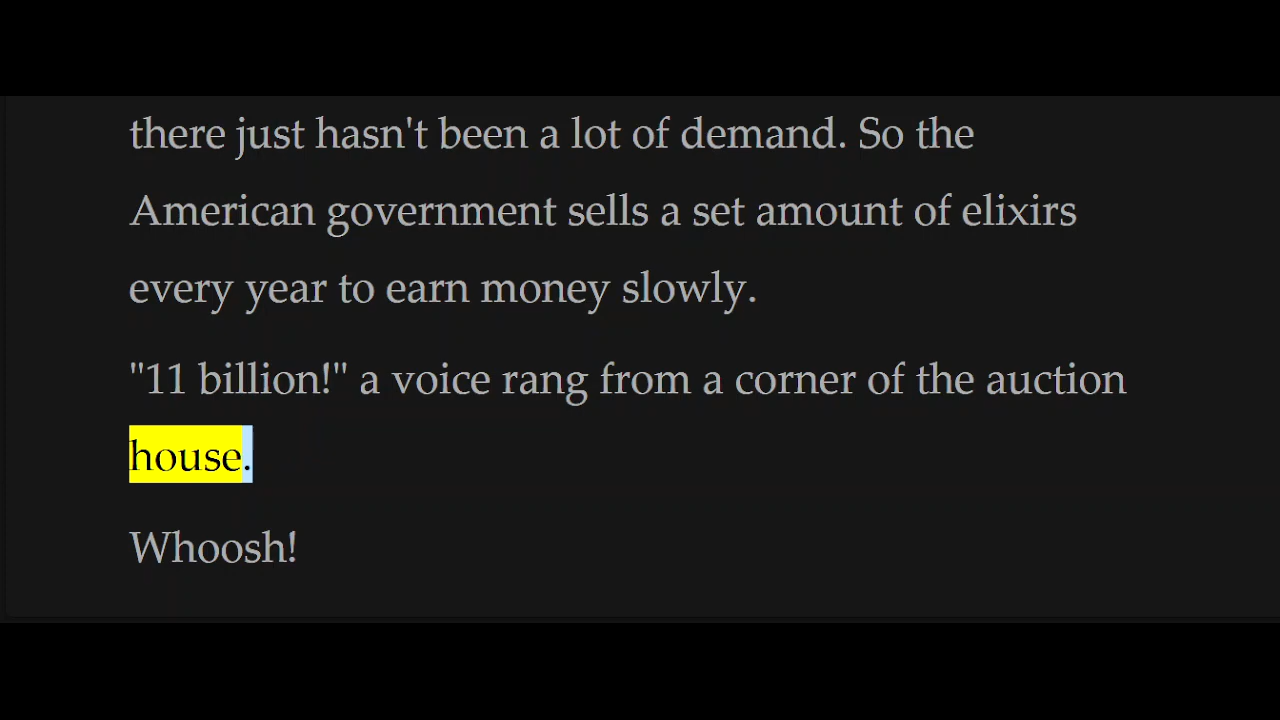 there just hasn't been a lot of demand. So the
American government sells a set amount of elixirs
every year to earn money slowly.
"11 billion!" a voice rang from a corner of the auction
house.
Whoosh!